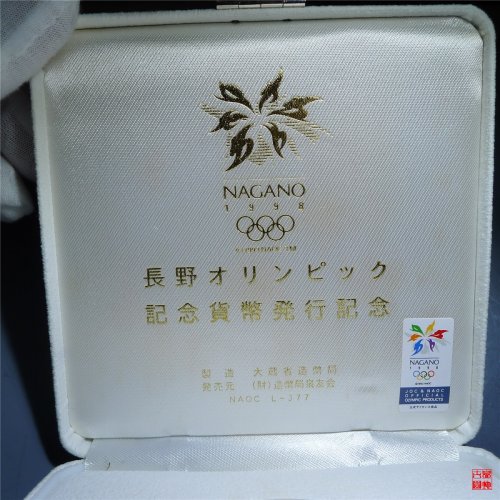 NAGANO
1998
長野オリンピック
記念貨幣発行記念
製造 大蔵省造幣局
発売元 (財)造幣局泉友会
NAOC L-J77
NAGANO
1998
JOC & NAOC
OFFICIAL
OLYMPIC PRODUCTS